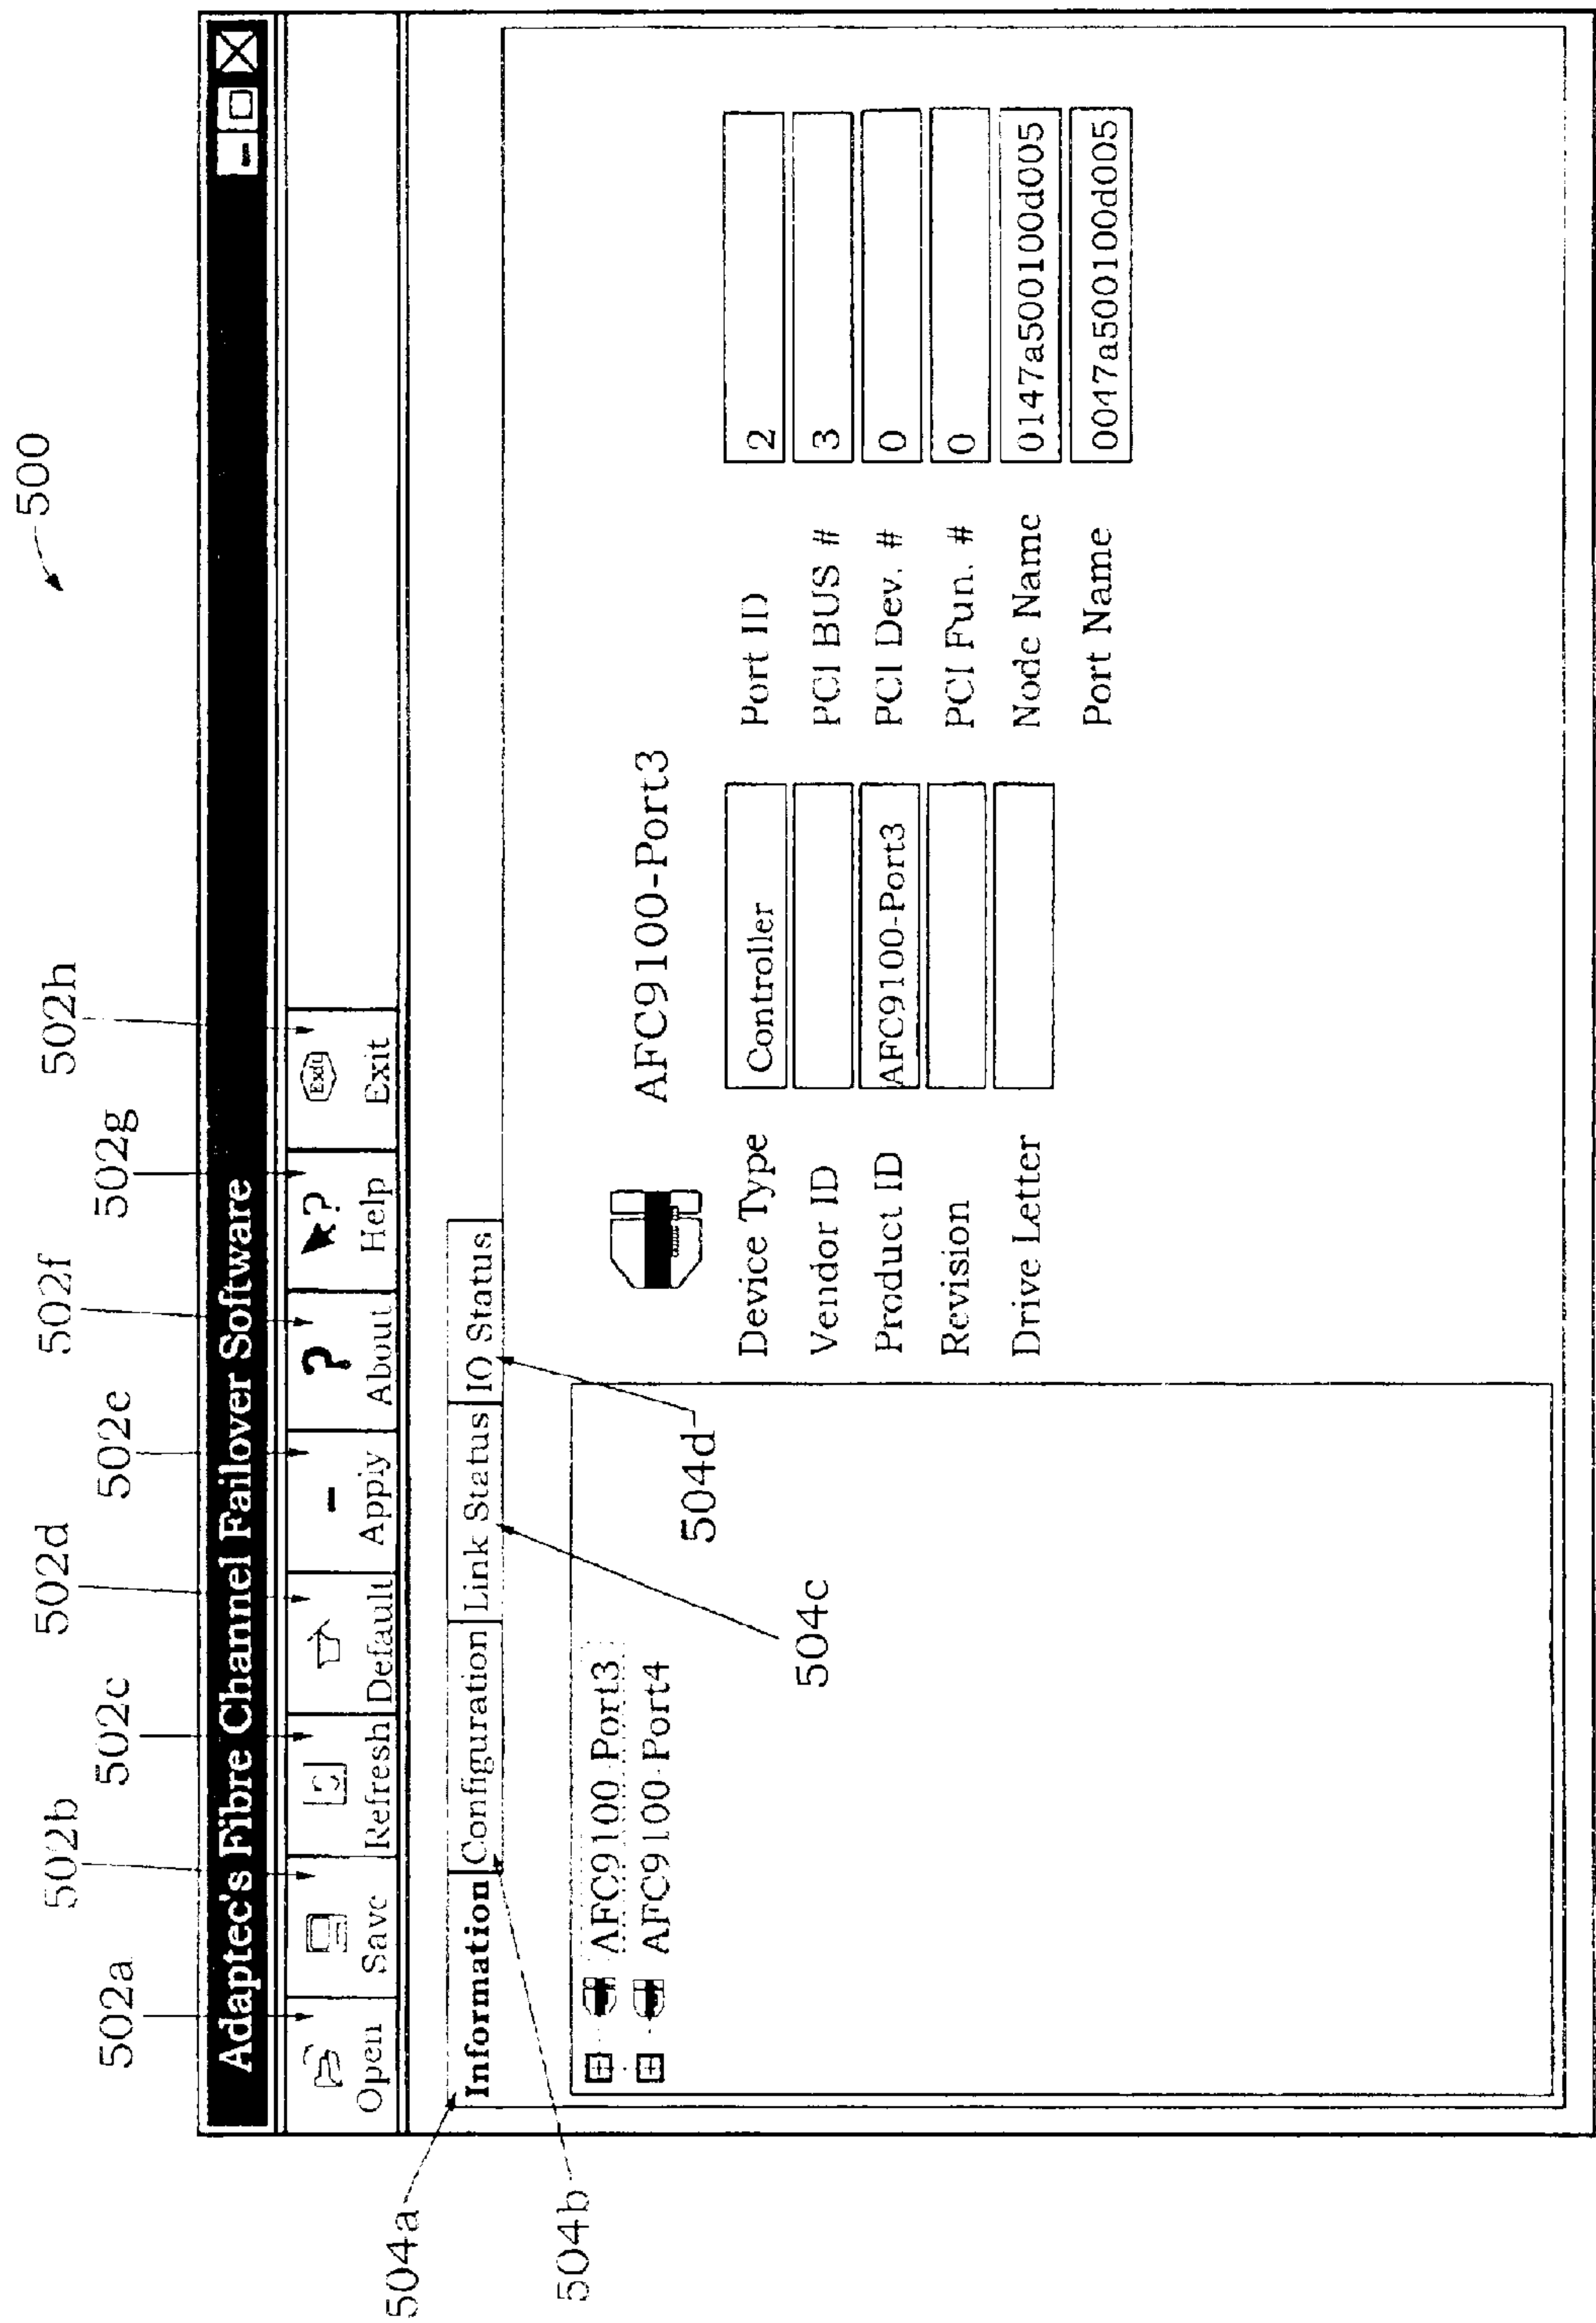 500
502a
502b
502c
502d
502e
502f
502g
502h
Adaptec's Fibre Channel Failover Software
Open
Save
Refresh
Default
Apply
? About
? Help
Exit Exit
504a
Information
Configuration
Link Status
IO Status
504b
504c
504d
AFC9100-Port3
AFC9100-Port4
AFC9100-Port3
Device Type Controller
Vendor ID
Product ID AFC9100-Port3
Revision
Drive Letter
Port ID 2
PCI BUS # 3
PCI Dev. # 0
PCI Fun. # 0
Node Name 0147a500100d005
Port Name 0047a500100d005